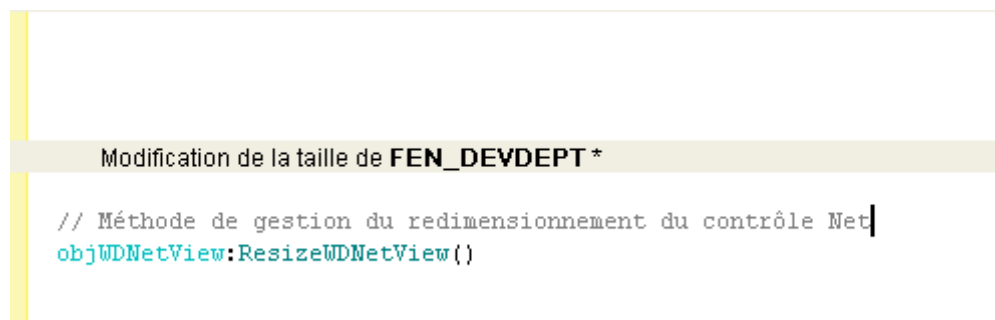 Modification de la taille de FEN_DEVDEPT *
// Méthode de gestion du redimensionnement du contrôle Net
objWDNetView:ResizeWDNetView()